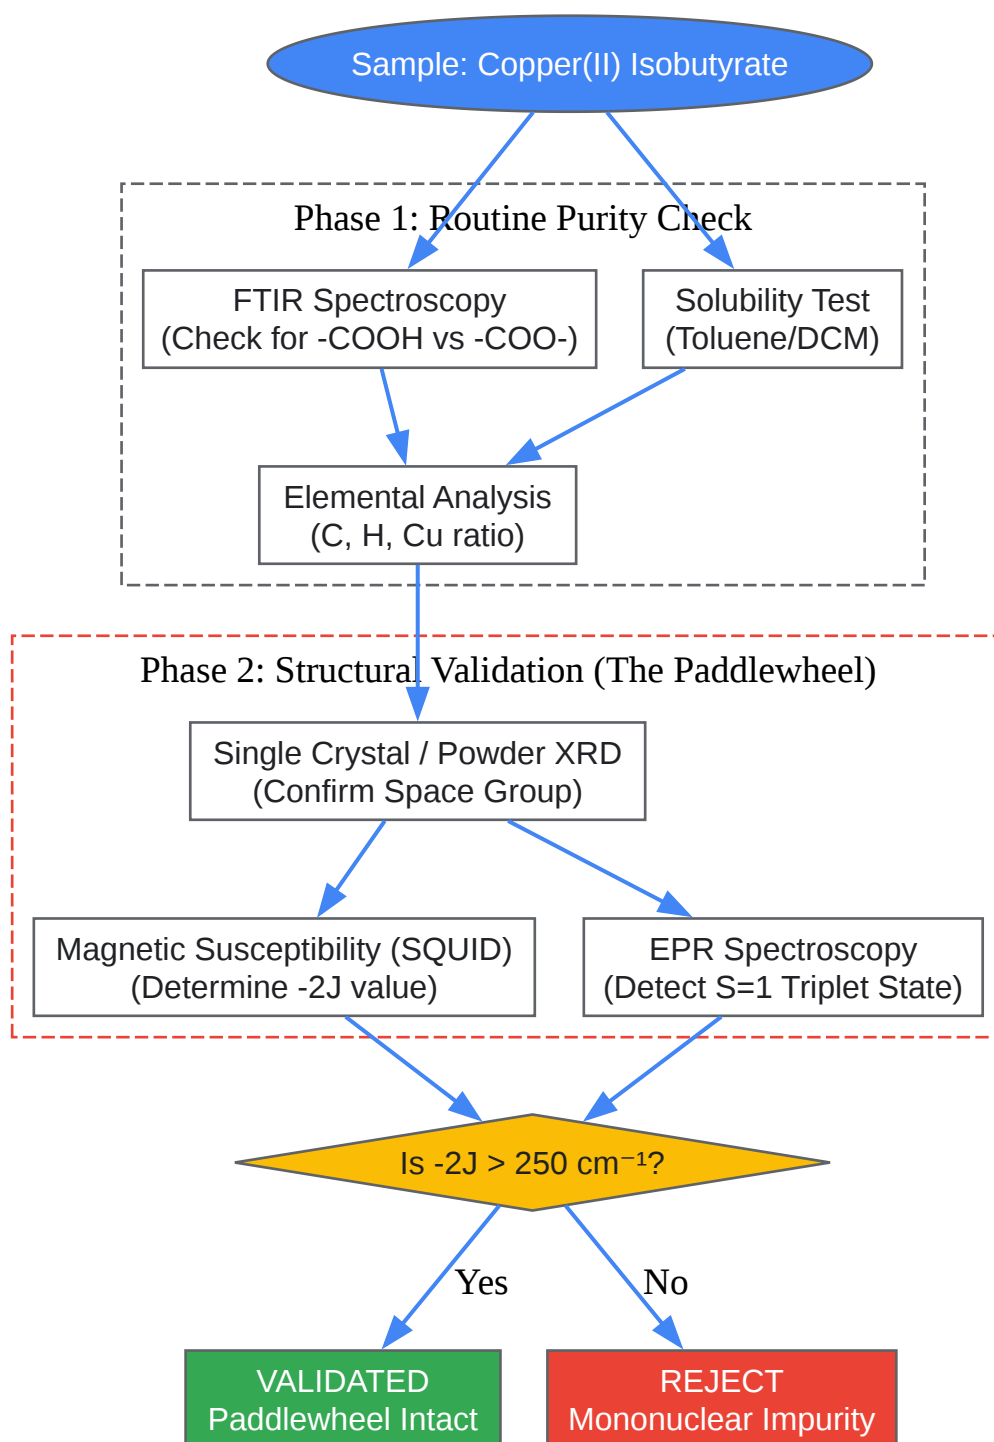 Sample: Copper(II) Isobutyrate
Phase 1: Routine Purity Check
FTIR Spectroscopy
(Check for -COOH vs -COO-)
Solubility Test
(Toluene/DCM)
Elemental Analysis
(C, H, Cu ratio)
Phase 2: Structural Validation (The Paddlewheel)
Single Crystal / Powder XRD
(Confirm Space Group)
Magnetic Susceptibility (SQUID)
(Determine -2J value)
EPR Spectroscopy
(Detect S=1 Triplet State)
Is -2J > 250 cm⁻¹?
Yes
No
VALIDATED
Paddlewheel Intact
REJECT
Mononuclear Impurity